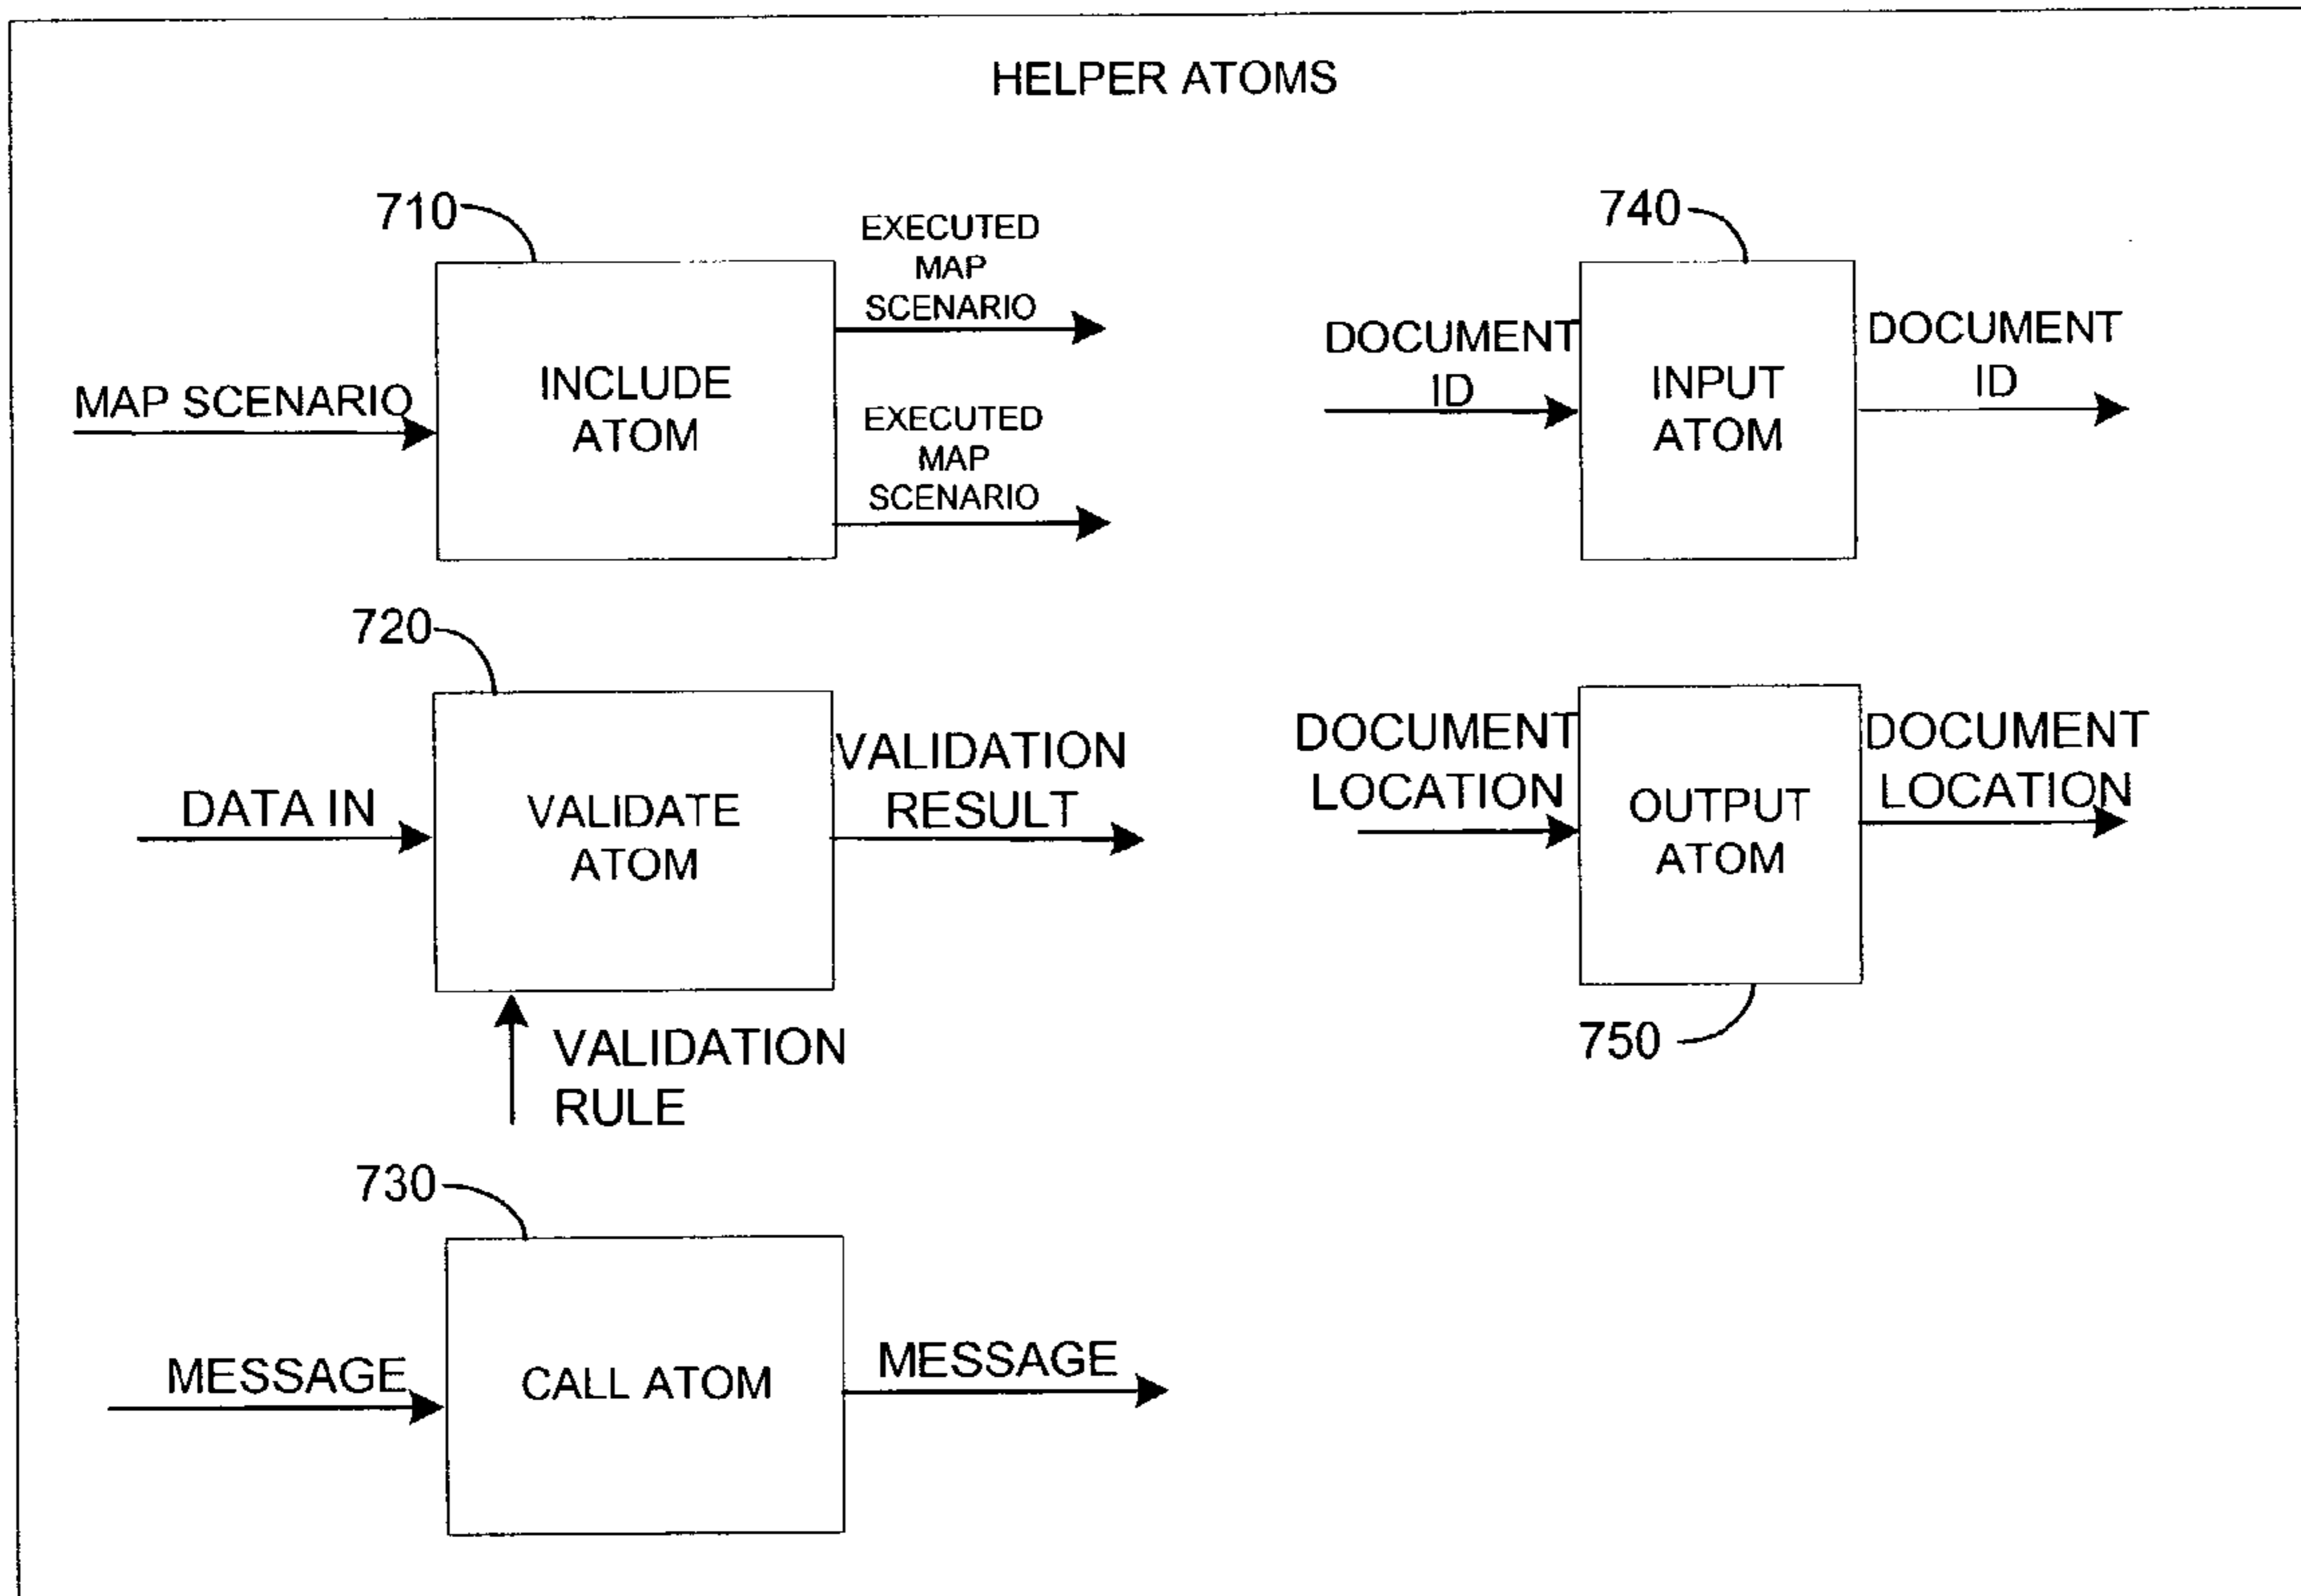 HELPER ATOMS
710
EXECUTED
MAP
SCENARIO
MAP SCENARIO
INCLUDE
ATOM
EXECUTED
MAP
SCENARIO
740
DOCUMENT
ID
INPUT
ATOM
DOCUMENT
ID
720
DATA IN
VALIDATE
ATOM
VALIDATION
RESULT
VALIDATION
RULE
DOCUMENT
LOCATION
OUTPUT
ATOM
DOCUMENT
LOCATION
750
730
MESSAGE
CALL ATOM
MESSAGE